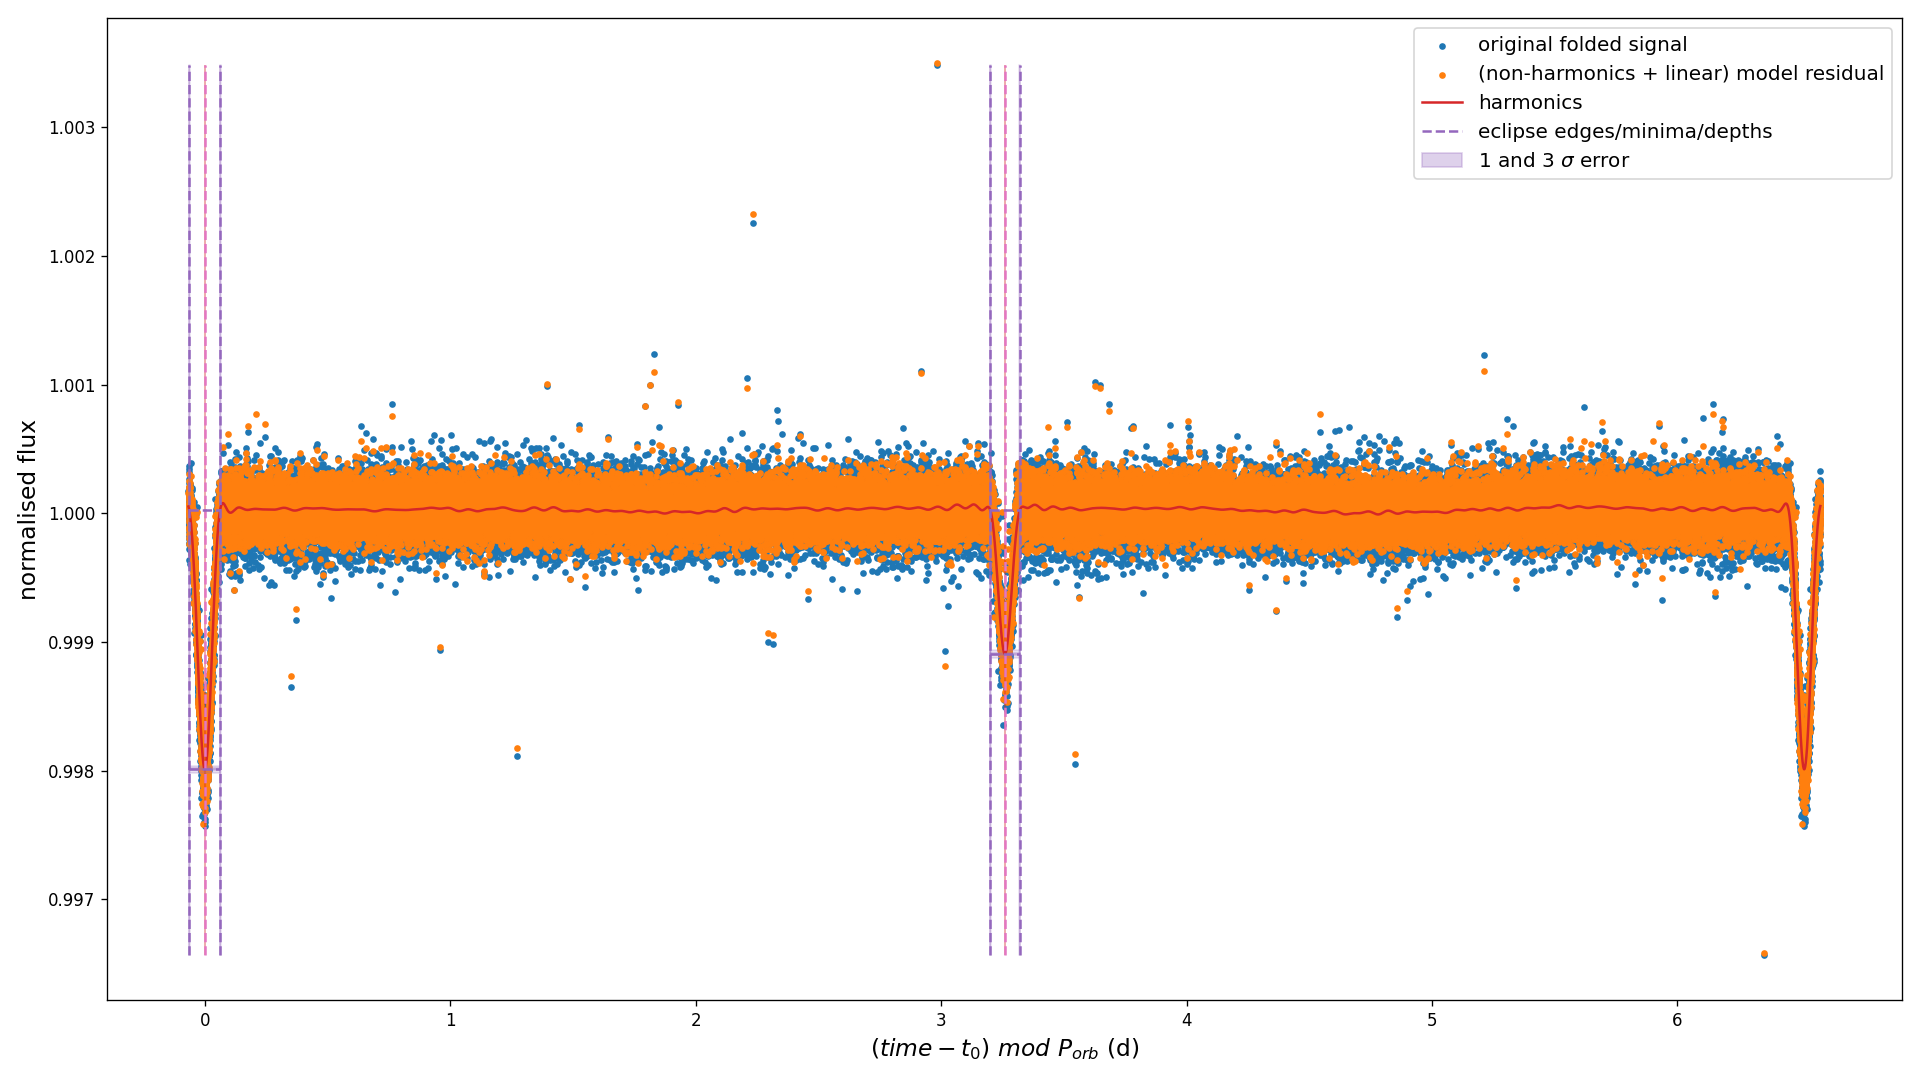 original folded signal
(non-harmonics + linear) model residual
harmonics
eclipse edges/minima/depths
1 and 3 σ error
1.003
1.002
1.001
1.000
0.999
0.998
0.997
normalised flux
0 1 2 3 4 5 6
(time − t₀) mod P_orb (d)